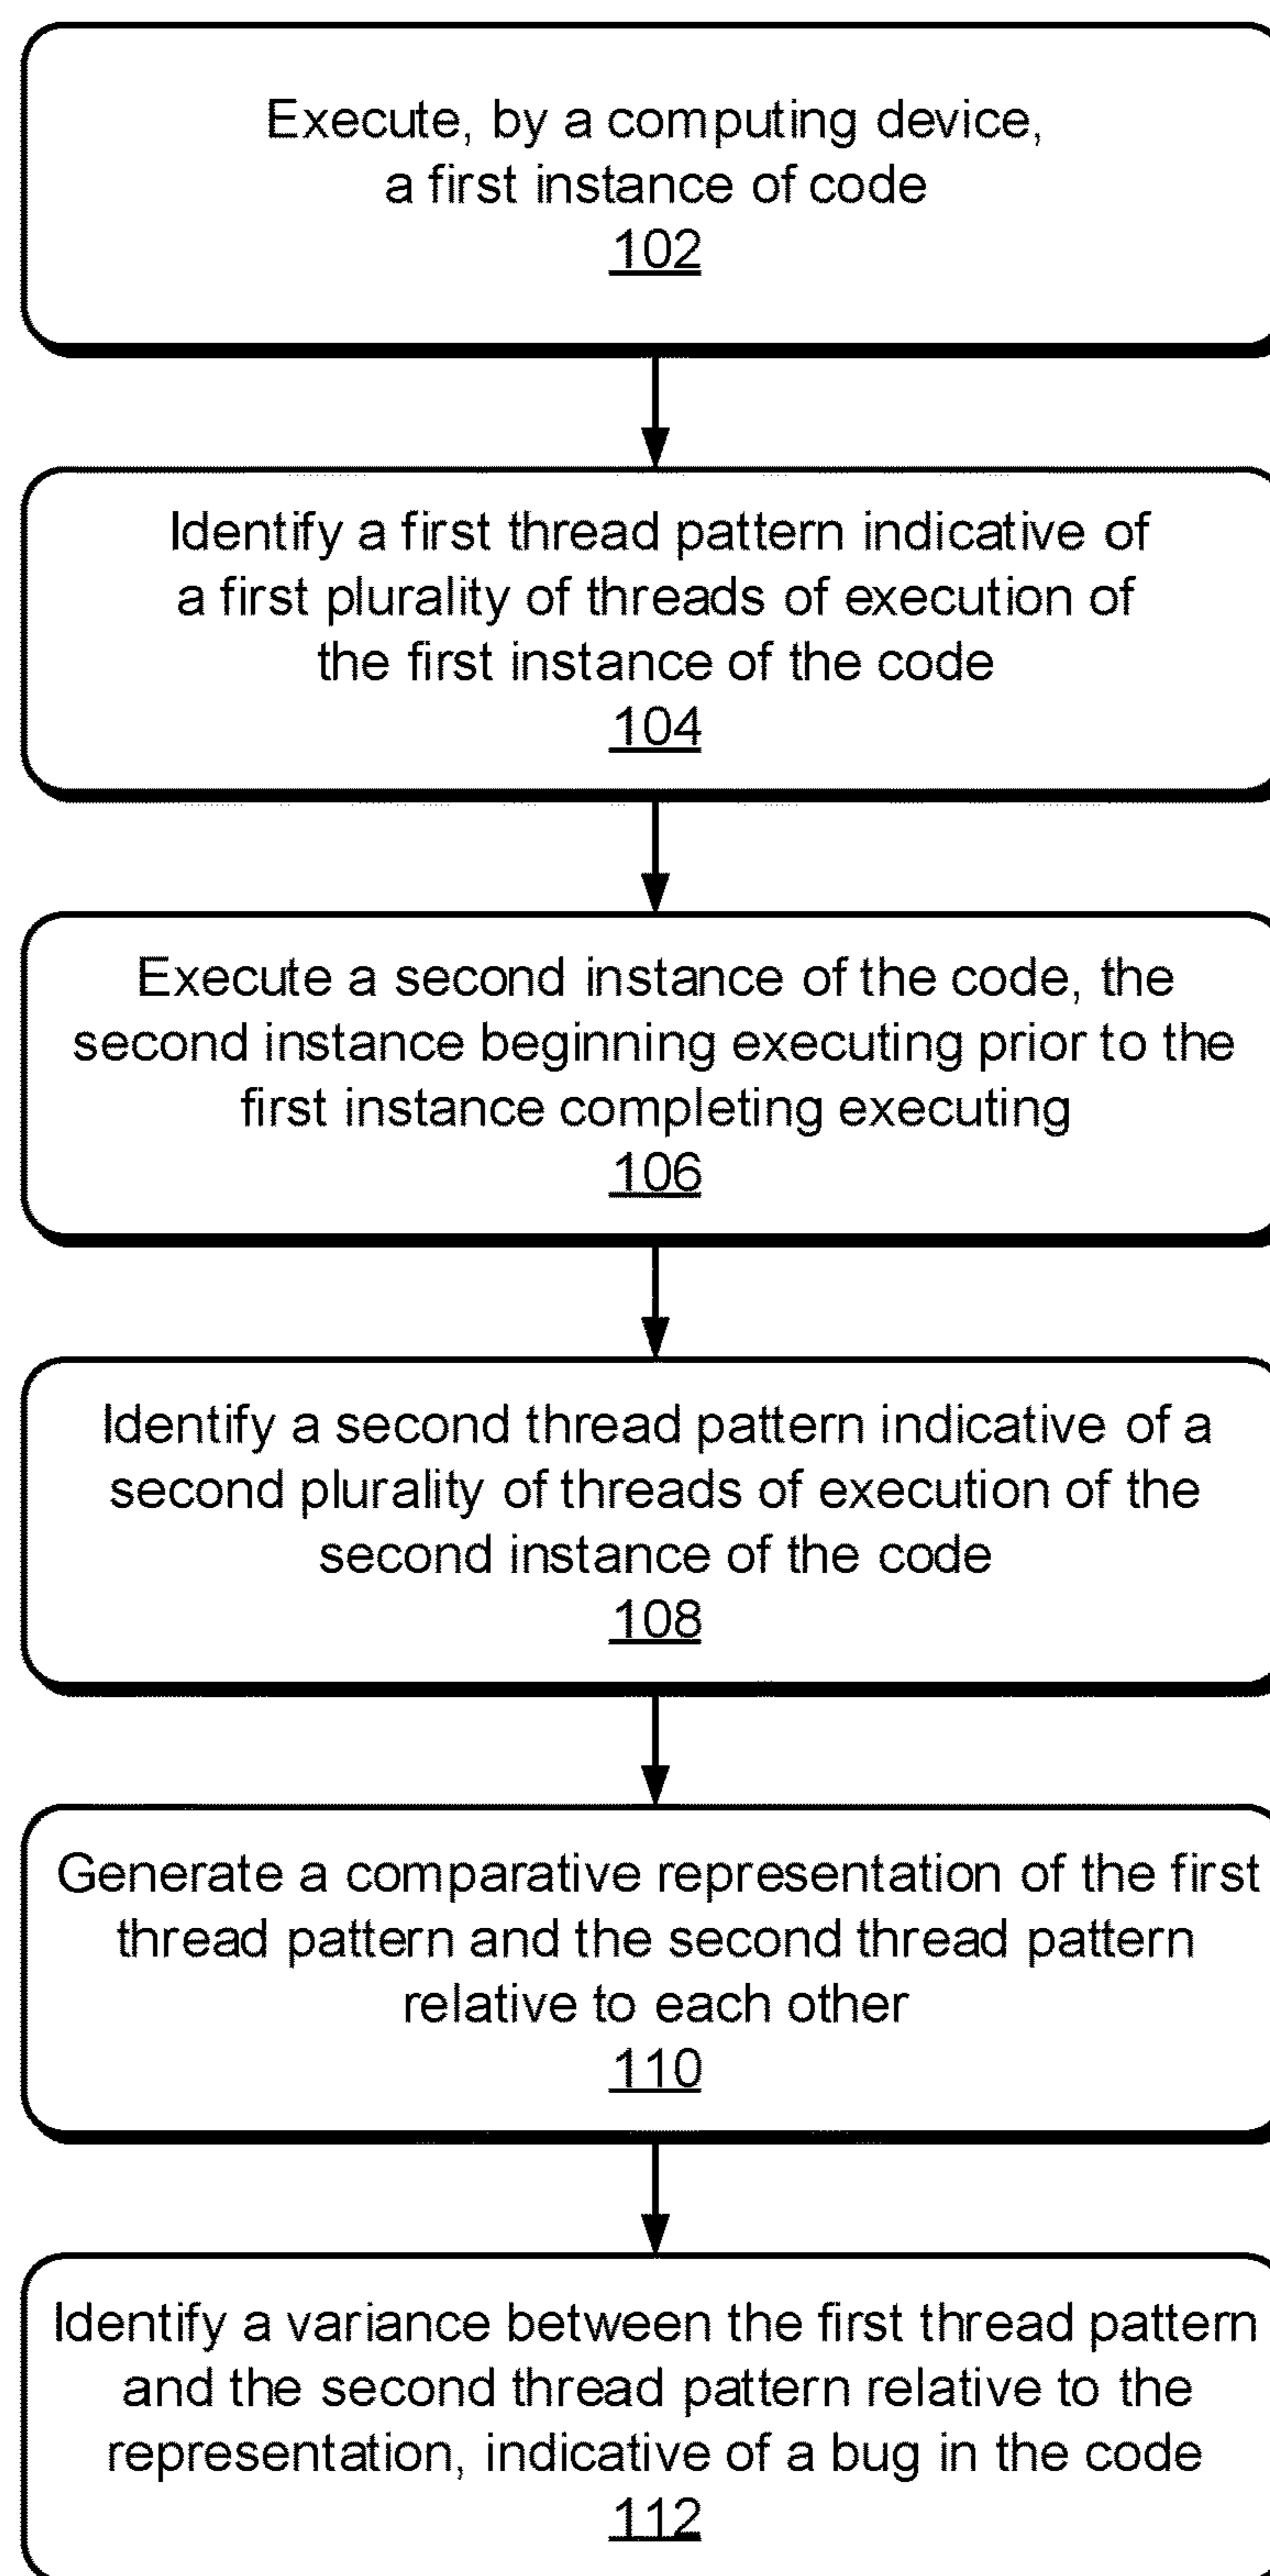 Execute, by a computing device,
a first instance of code
102
Identify a first thread pattern indicative of
a first plurality of threads of execution of
the first instance of the code
104
Execute a second instance of the code, the
second instance beginning executing prior to the
first instance completing executing
106
Identify a second thread pattern indicative of a
second plurality of threads of execution of the
second instance of the code
108
Generate a comparative representation of the first
thread pattern and the second thread pattern
relative to each other
110
Identify a variance between the first thread pattern
and the second thread pattern relative to the
representation, indicative of a bug in the code
112